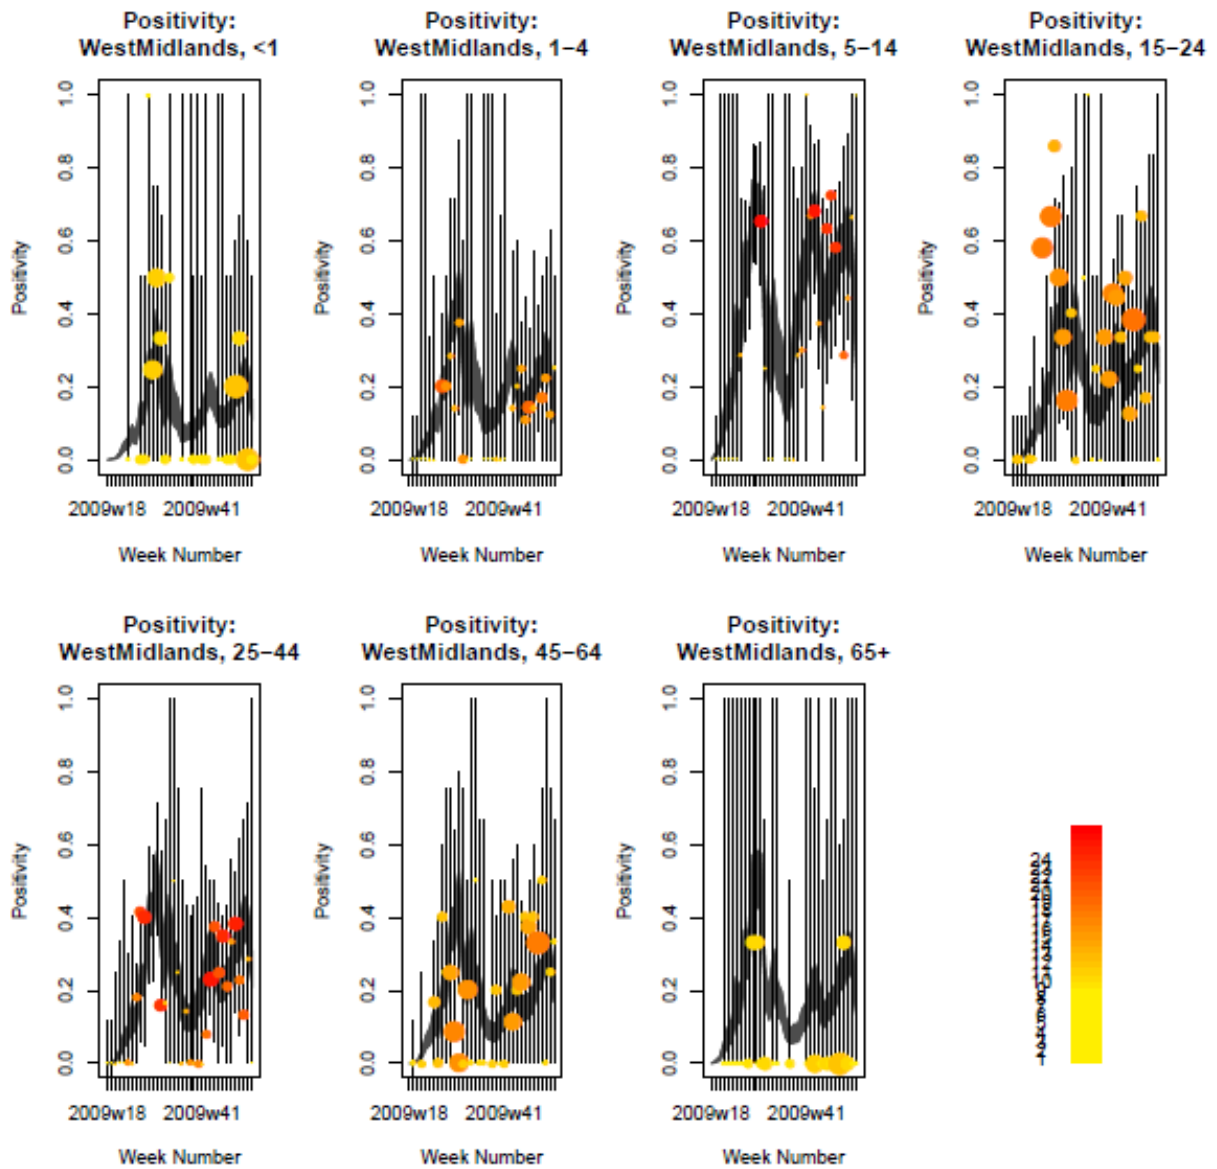 Positivity:
WestMidlands, <1
Positivity:
WestMidlands, 1−4
Positivity:
WestMidlands, 5−14
Positivity:
WestMidlands, 15−24
Positivity
1.0
0.8
0.6
0.4
0.2
0.0
2009w18 2009w41
Week Number
Positivity
1.0
0.8
0.6
0.4
0.2
0.0
2009w18 2009w41
Week Number
Positivity
1.0
0.8
0.6
0.4
0.2
0.0
2009w18 2009w41
Week Number
Positivity
1.0
0.8
0.6
0.4
0.2
0.0
2009w18 2009w41
Week Number
Positivity:
WestMidlands, 25−44
Positivity:
WestMidlands, 45−64
Positivity:
WestMidlands, 65+
Positivity
1.0
0.8
0.6
0.4
0.2
0.0
2009w18 2009w41
Week Number
Positivity
1.0
0.8
0.6
0.4
0.2
0.0
2009w18 2009w41
Week Number
Positivity
1.0
0.8
0.6
0.4
0.2
0.0
2009w18 2009w41
Week Number
24